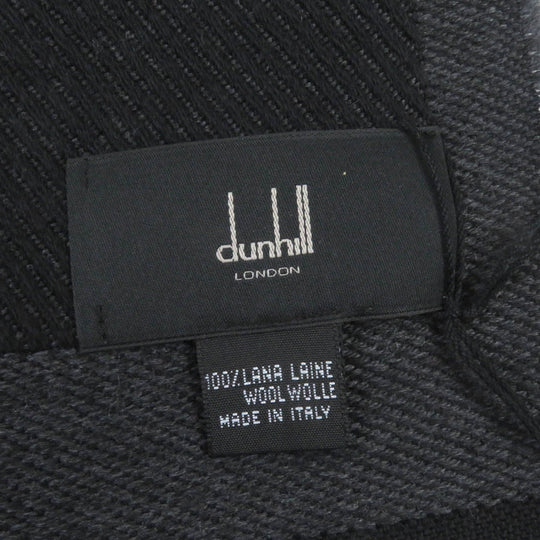 dunhill
LONDON
100% LANA LAINE
WOOL WOLLE
MADE IN ITALY